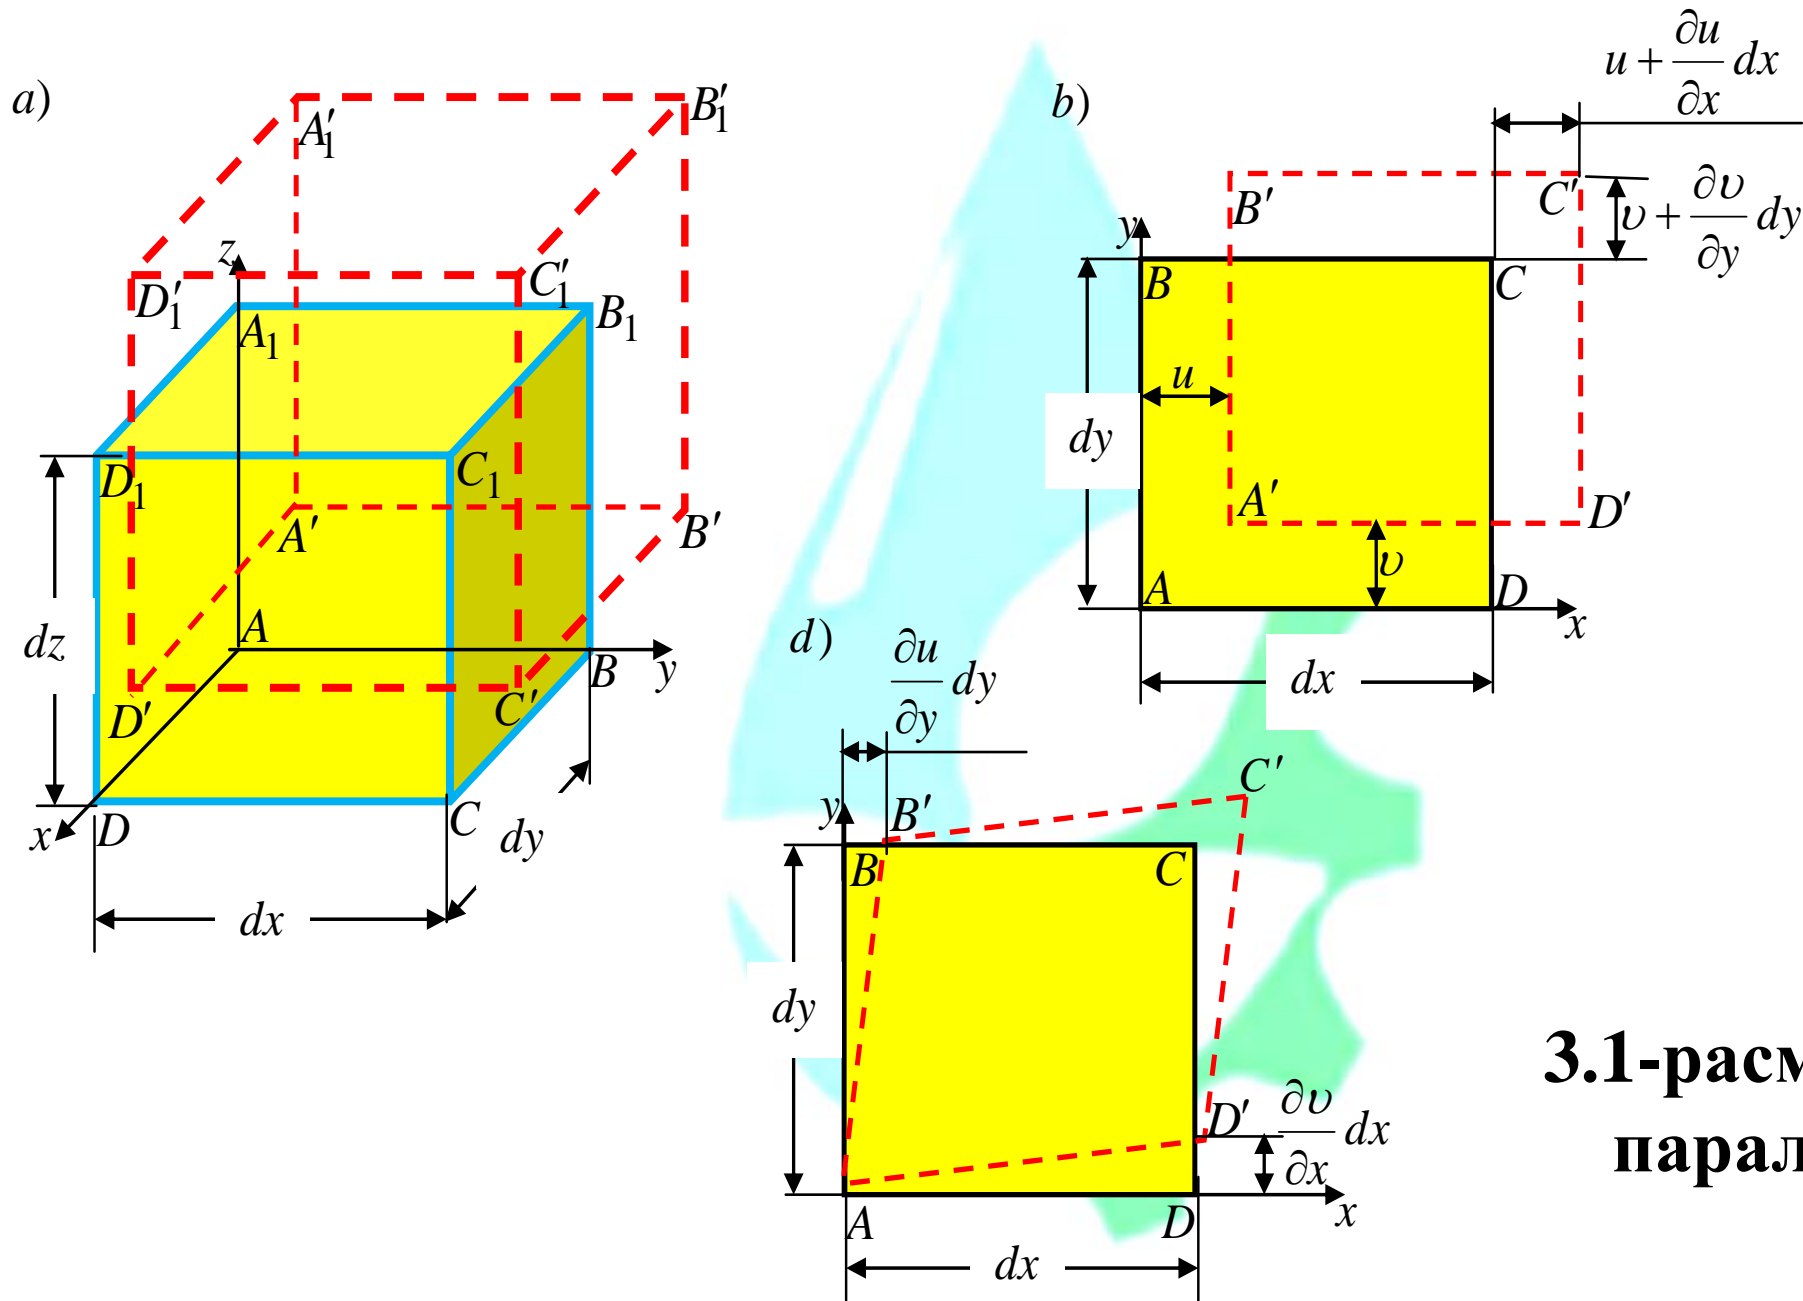 a)
A′₁
B′₁
z
D′₁
C′₁
A₁
B₁
D₁
C₁
A′
B′
dz
A
B
y
D′
C′
x
D
C
dy
dx
b)
u + ∂u/∂x dx
B′
C′
υ + ∂υ/∂y dy
y
B
C
u
dy
A′
D′
υ
A
D
x
dx
d)
∂u/∂y dy
C′
y
B′
B
C
dy
D′
∂υ/∂x dx
A
D
x
dx
3.1-расм
парал